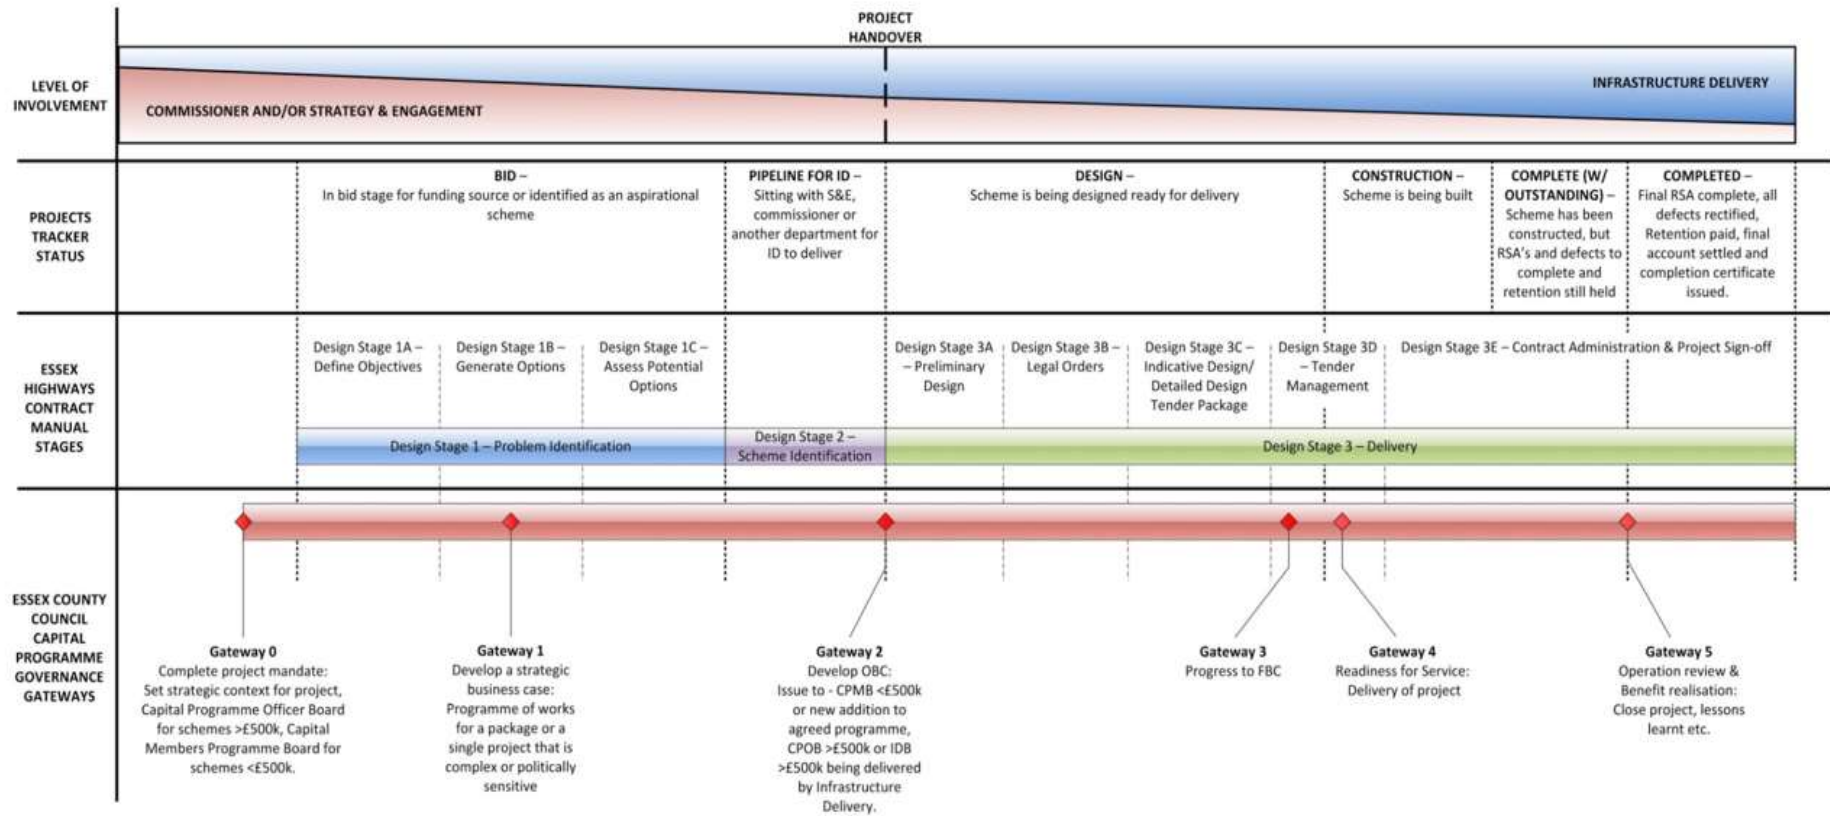 PROJECT
HANDOVER
LEVEL OF
INVOLVEMENT
COMMISSIONER AND/OR STRATEGY & ENGAGEMENT
INFRASTRUCTURE DELIVERY
PROJECTS
TRACKER
STATUS
BID –
In bid stage for funding source or identified as an aspirational
scheme
PIPELINE FOR ID –
Sitting with S&E,
commissioner or
another department for
ID to deliver
DESIGN –
Scheme is being designed ready for delivery
CONSTRUCTION –
Scheme is being built
COMPLETE (W/
OUTSTANDING) –
Scheme has been
constructed, but
RSA's and defects to
complete and
retention still held
COMPLETED –
Final RSA complete, all
defects rectified,
Retention paid, final
account settled and
completion certificate
issued.
ESSEX
HIGHWAYS
CONTRACT
MANUAL
STAGES
Design Stage 1A –
Define Objectives
Design Stage 1B –
Generate Options
Design Stage 1C –
Assess Potential
Options
Design Stage 3A
– Preliminary
Design
Design Stage 3B –
Legal Orders
Design Stage 3C –
Indicative Design/
Detailed Design
Tender Package
Design Stage 3D
– Tender
Management
Design Stage 3E – Contract Administration & Project Sign-off
Design Stage 1 – Problem Identification
Design Stage 2 –
Scheme Identification
Design Stage 3 – Delivery
ESSEX COUNTY
COUNCIL
CAPITAL
PROGRAMME
GOVERNANCE
GATEWAYS
Gateway 0
Complete project mandate:
Set strategic context for project,
Capital Programme Officer Board
for schemes >£500k, Capital
Members Programme Board for
schemes <£500k.
Gateway 1
Develop a strategic
business case:
Programme of works
for a package or a
single project that is
complex or politically
sensitive
Gateway 2
Develop OBC:
Issue to - CPMB <£500k
or new addition to
agreed programme,
CPOB >£500k or IDB
>£500k being delivered
by Infrastructure
Delivery.
Gateway 3
Progress to FBC
Gateway 4
Readiness for Service:
Delivery of project
Gateway 5
Operation review &
Benefit realisation:
Close project, lessons
learnt etc.